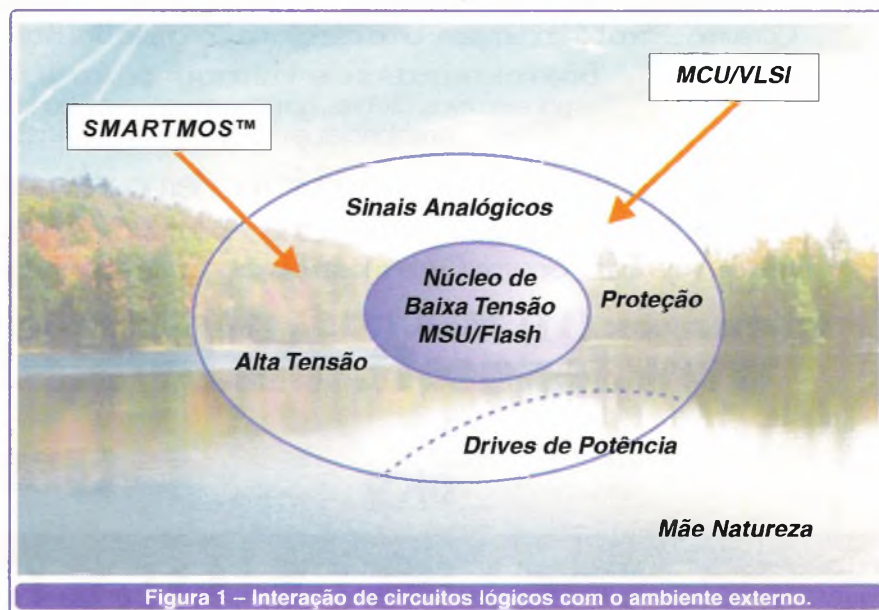 MCU/VLSI
SMARTMOS™
Sinais Analógicos
Núcleo de
Baixa Tensão
MSU/Flash
Proteção
Alta Tensão
Drives de Potência
Mãe Natureza
Figura 1 – Interação de circuitos lógicos com o ambiente externo.